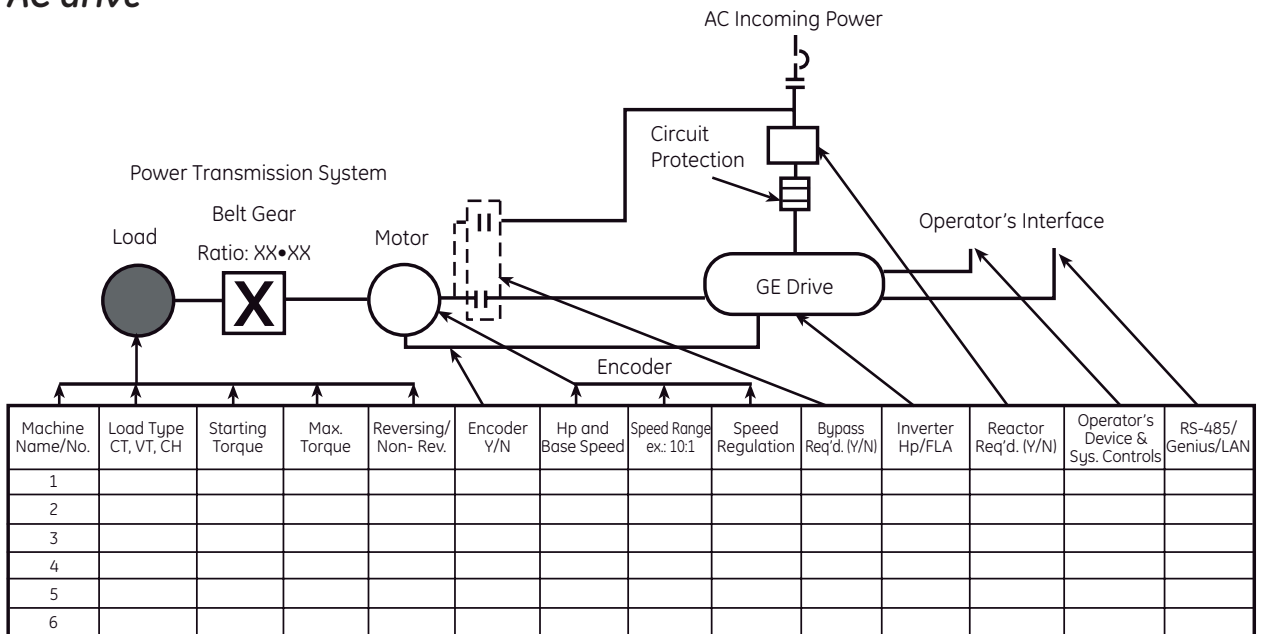 AC drive
AC Incoming Power
Circuit
Protection
Power Transmission System
Belt Gear
Operator's Interface
Load
Motor
Ratio: XX•XX
X
GE Drive
Encoder
Machine
Name/No.
Load Type
CT, VT, CH
Starting
Torque
Max.
Torque
Reversing/
Non- Rev.
Encoder
Y/N
Hp and
Base Speed
Speed Range
ex.: 10:1
Speed
Regulation
Bypass
Req'd. (Y/N)
Inverter
Hp/FLA
Reactor
Req'd. (Y/N)
Operator's
Device &
Sys. Controls
RS-485/
Genius/LAN
1
2
3
4
5
6